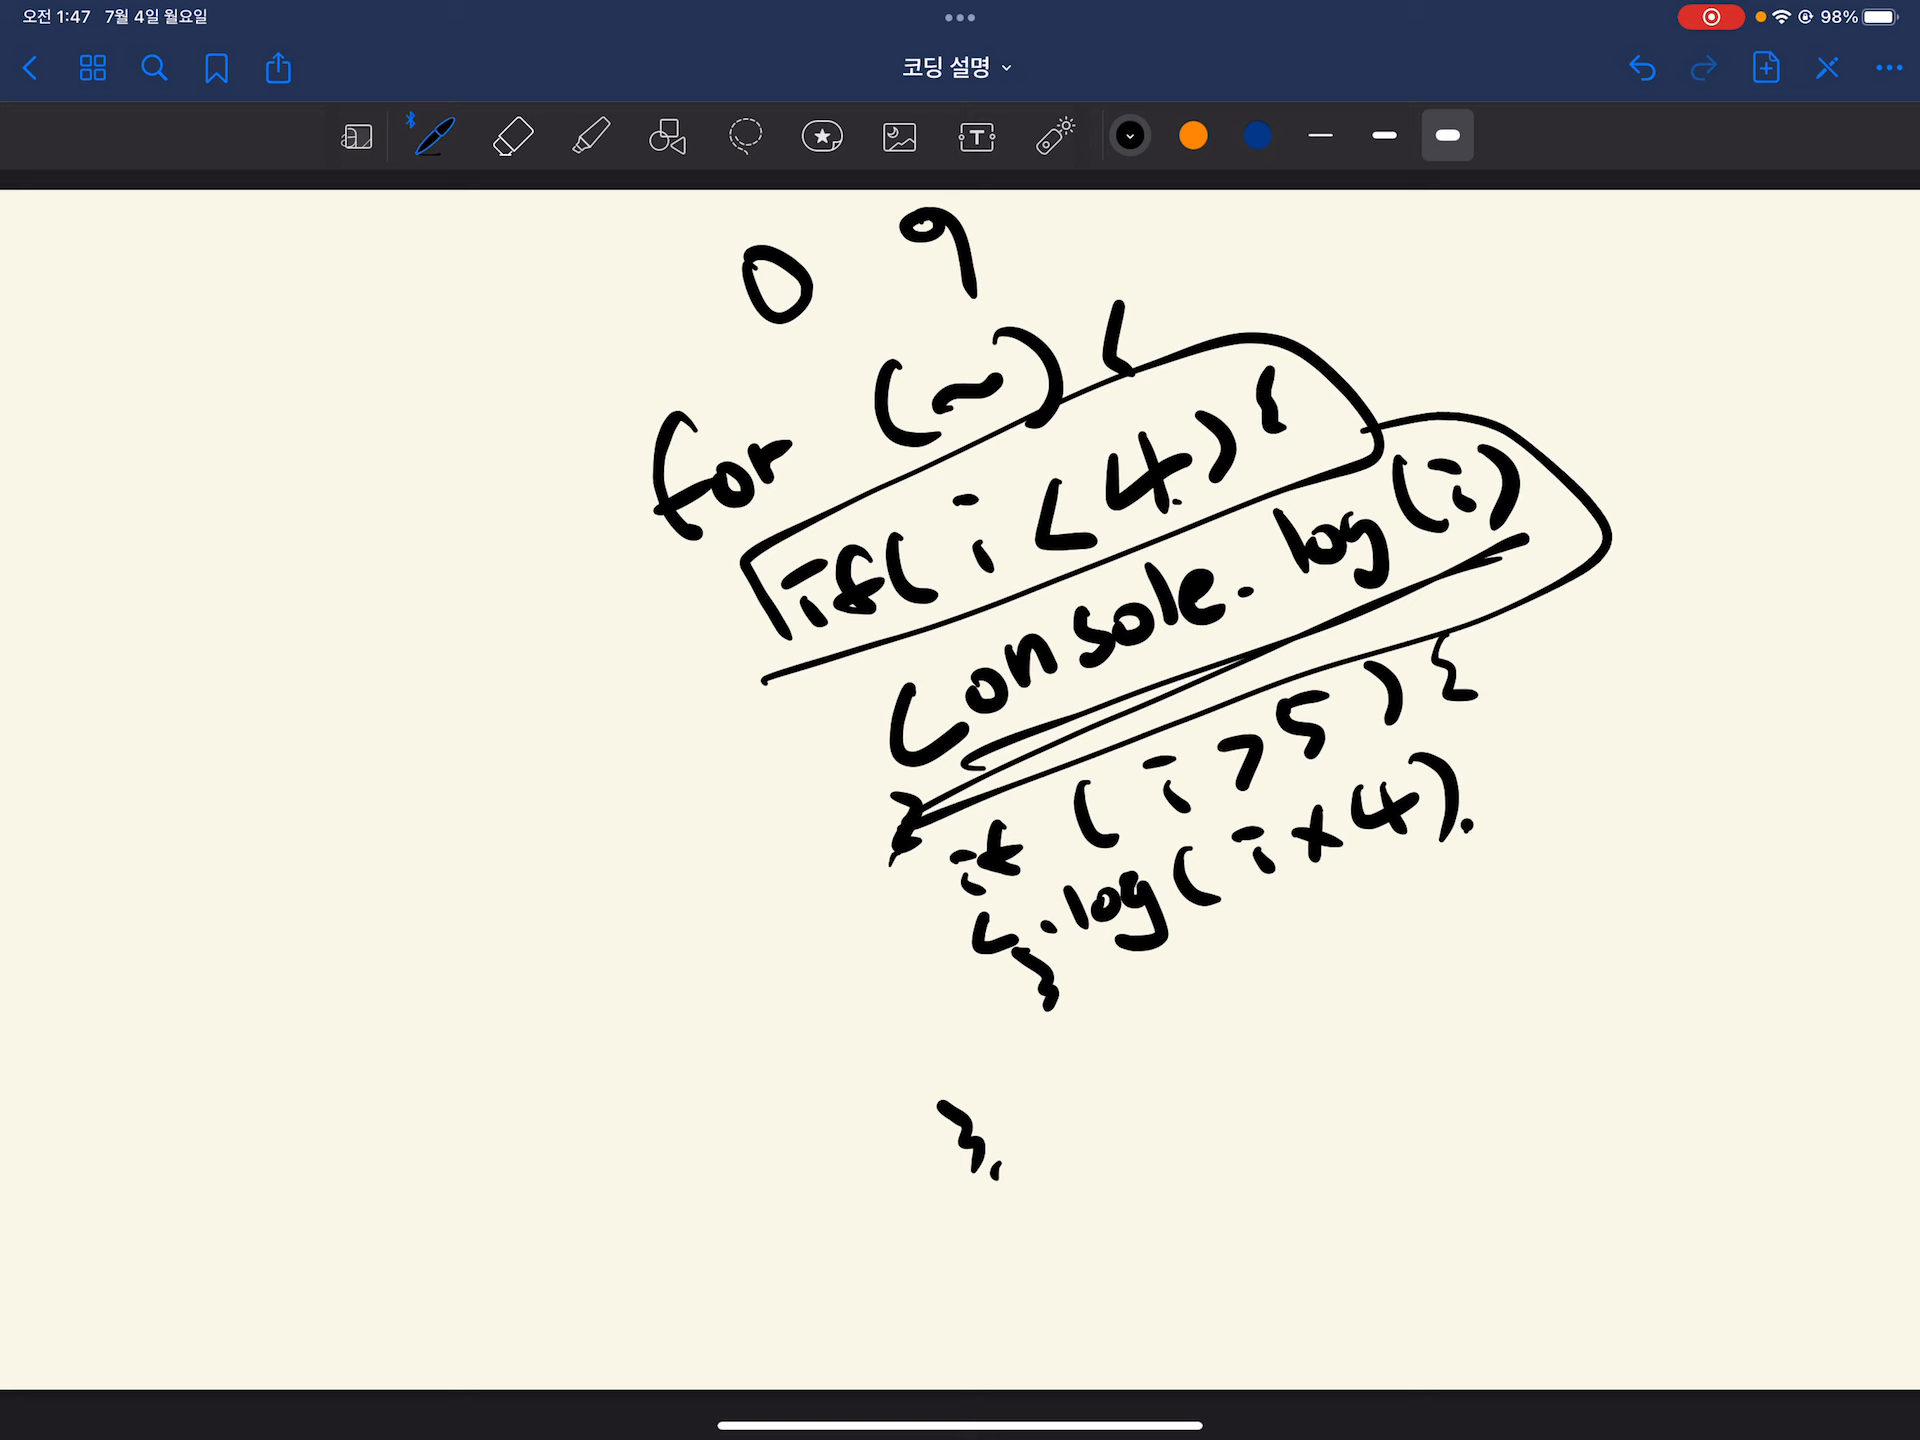 오전 1:47 7월 4일 월요일
98%
코딩 설명
0 9
for (~) {
if( i < 4. ) {
Console. log (i)
}
if ( i > 5 ) {
c. log ( i x 4 ).
}
}.